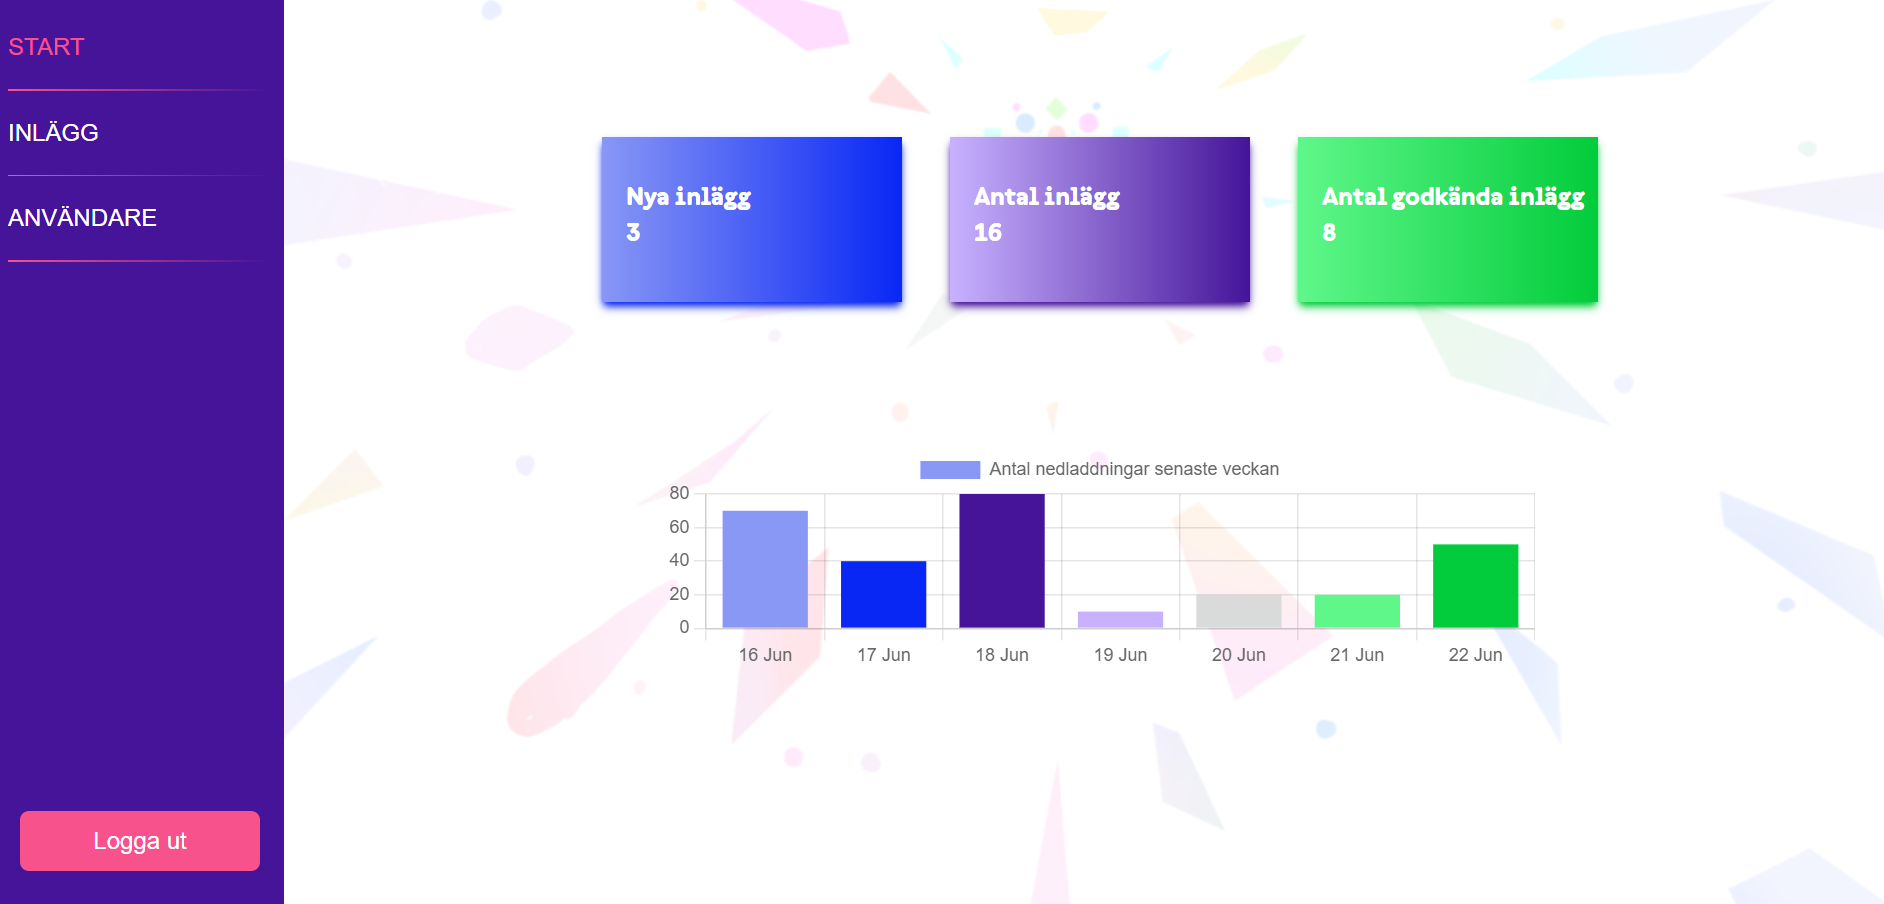 START
INLÄGG
ANVÄNDARE
Logga ut
Nya inlägg
3
Antal inlägg
16
Antal godkända inlägg
8
Antal nedladdningar senaste veckan
80
60
40
20
0
16 Jun 17 Jun 18 Jun 19 Jun 20 Jun 21 Jun 22 Jun